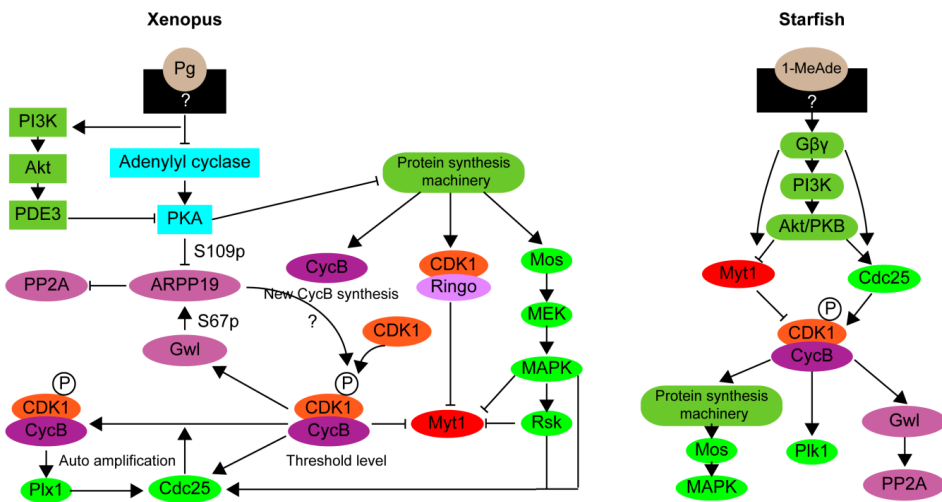 Xenopus
Pg
?
PI3K
Akt
PDE3
Adenylyl cyclase
PKA
Protein synthesis
machinery
S109p
PP2A
ARPP19
S67p
Gwl
CycB
New CycB synthesis
?
CDK1
Ringo
Mos
MEK
MAPK
Rsk
CDK1
P
CDK1
CycB
Threshold level
Myt1
P
CDK1
CycB
Auto amplification
Plx1
Cdc25
Starfish
1-MeAde
?
Gβγ
PI3K
Akt/PKB
Myt1
Cdc25
P
CDK1
CycB
Protein synthesis
machinery
Mos
MAPK
Plk1
Gwl
PP2A